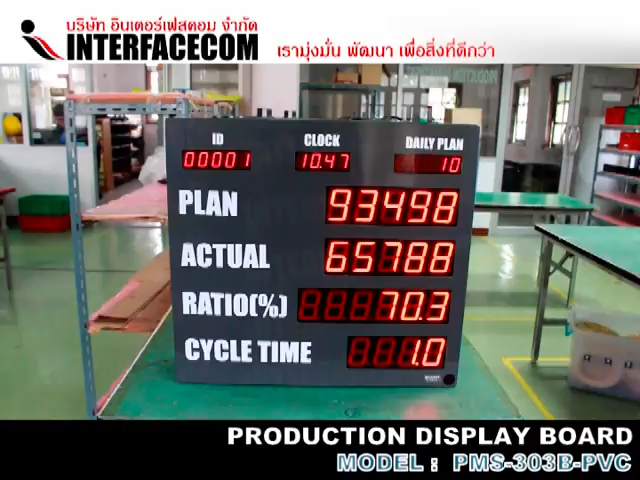 บริษัท อินเตอร์เฟสคอม จำกัด
INTERFACECOM
เรามุ่งมั่น พัฒนา เพื่อสิ่งที่ดีกว่า
ID CLOCK DAILY PLAN
00001 10.47 10
PLAN 93498
ACTUAL 65788
RATIO(%) 70.3
CYCLE TIME 1.0
PRODUCTION DISPLAY BOARD
MODEL : PMS-303B-PVC